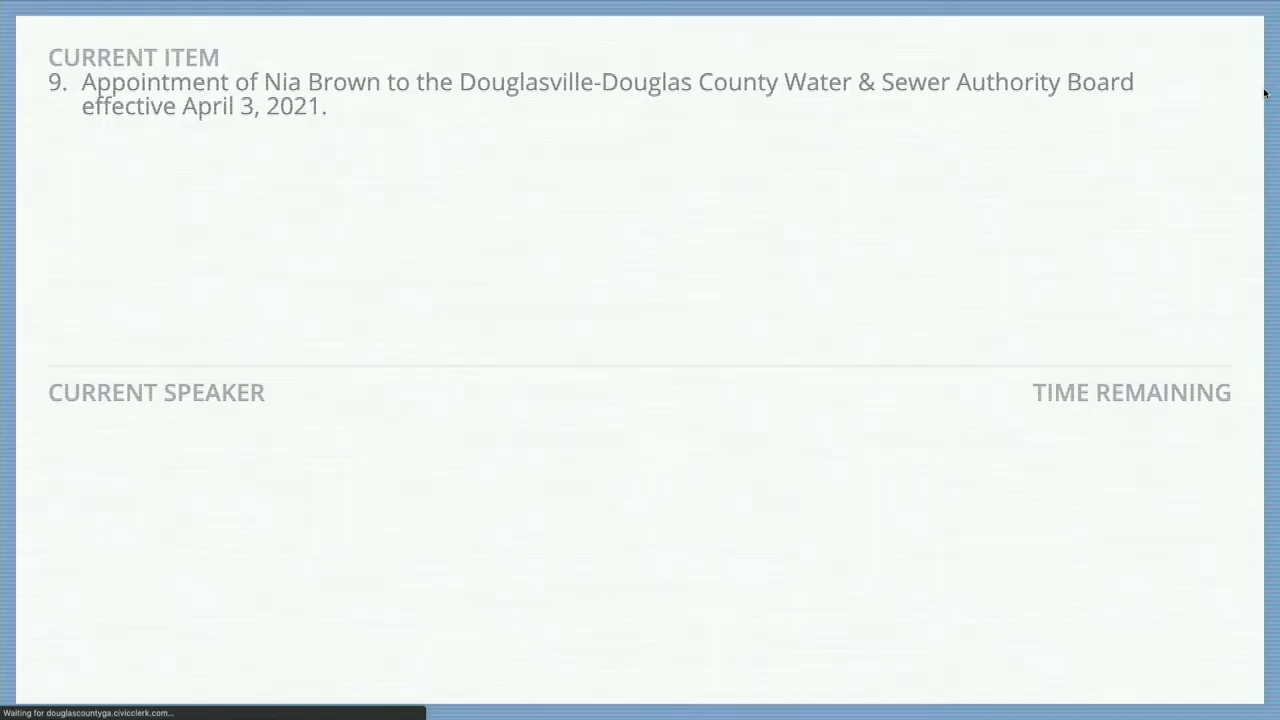 CURRENT ITEM
9. Appointment of Nia Brown to the Douglasville-Douglas County Water & Sewer Authority Board
effective April 3, 2021.
CURRENT SPEAKER
TIME REMAINING
Waiting for douglascountyga.civicclerk.com...